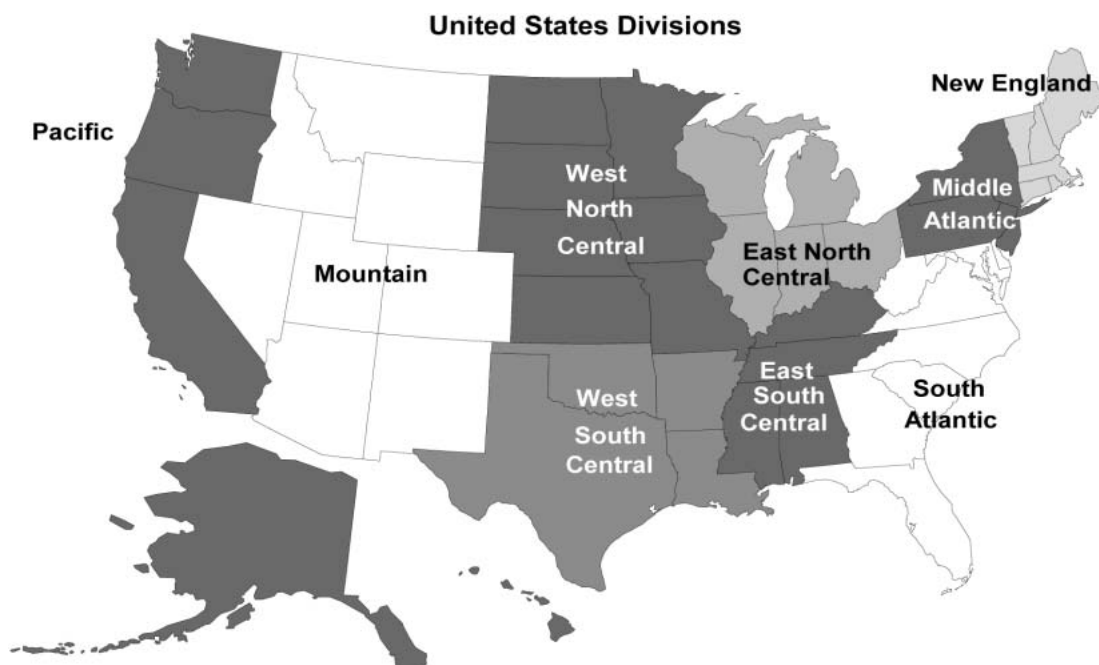 United States Divisions
New England
Pacific
West
North
Central
Middle
Atlantic
East North
Central
Mountain
East
South
Central
West
South
Central
South
Atlantic